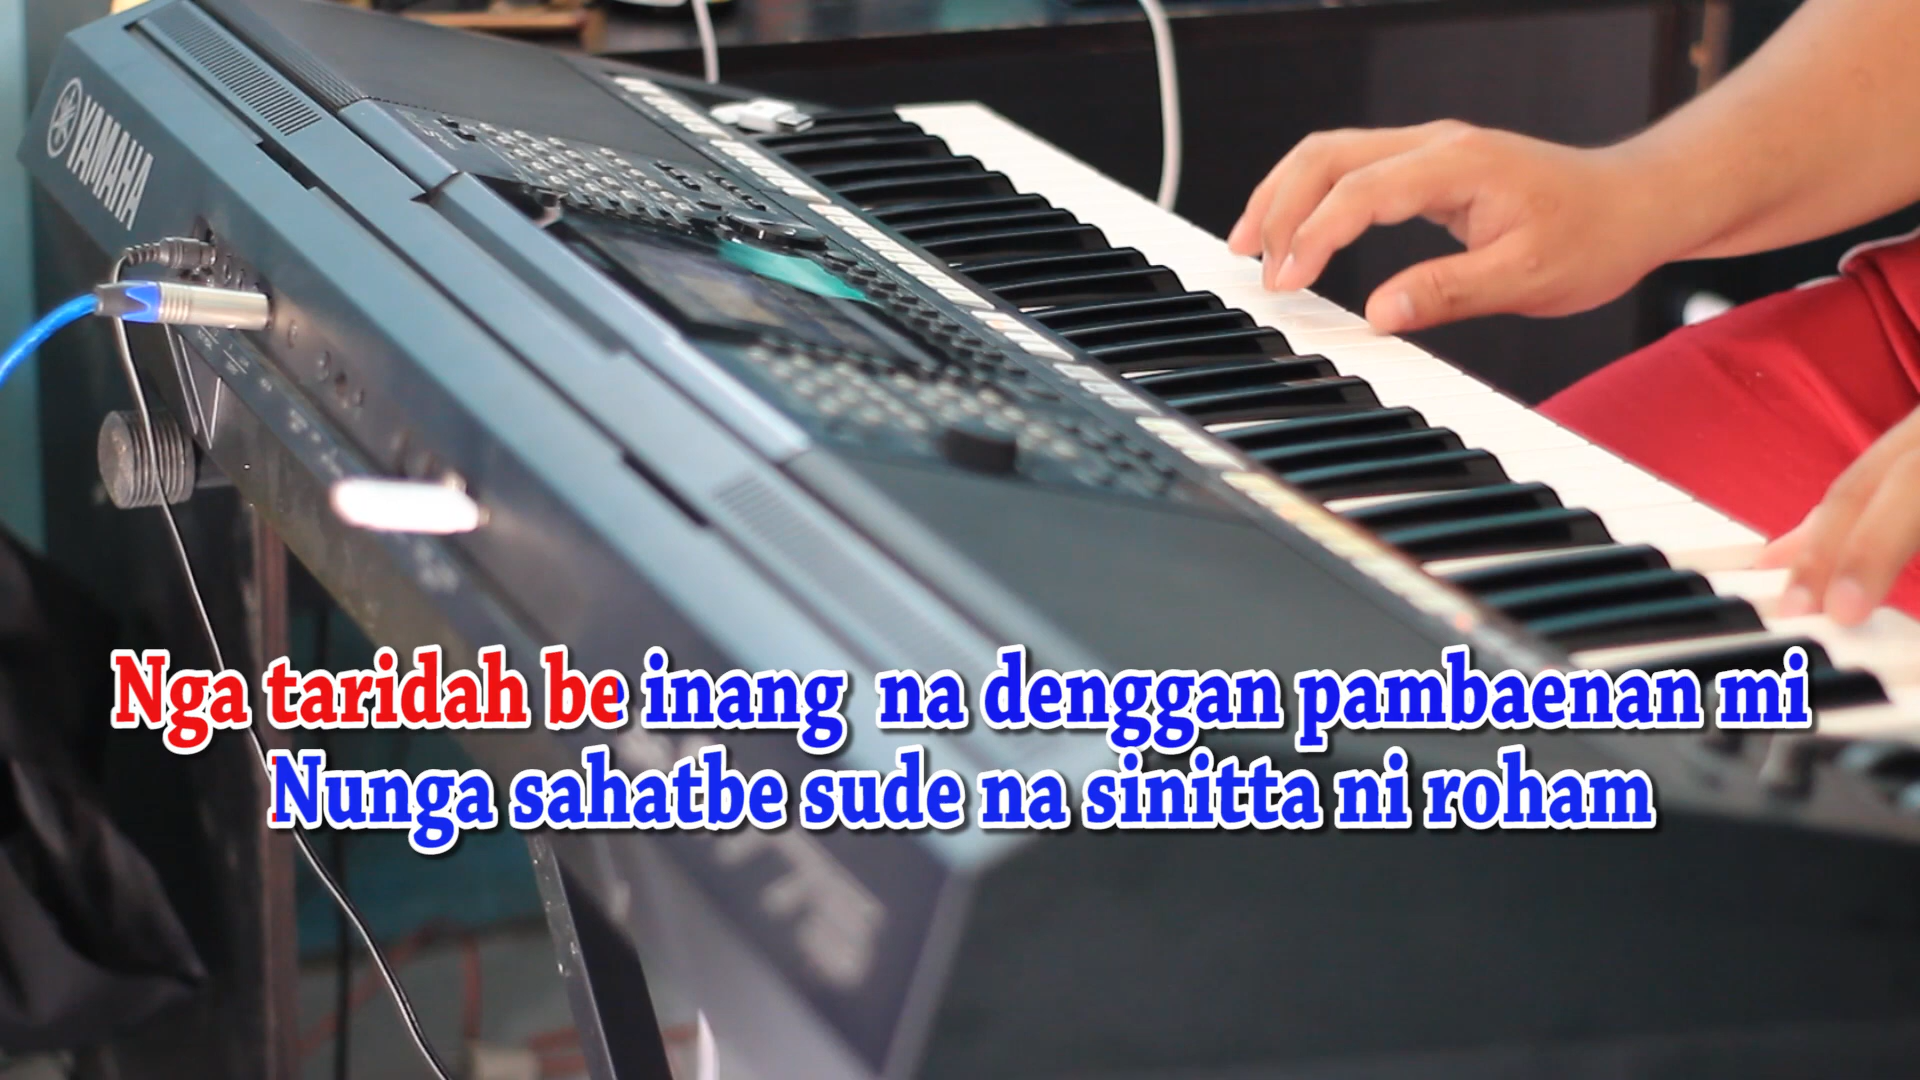 YAMAHA
Nga taridah be inang na denggan pambaenan mi
Nunga sahatbe sude na sinitta ni roham